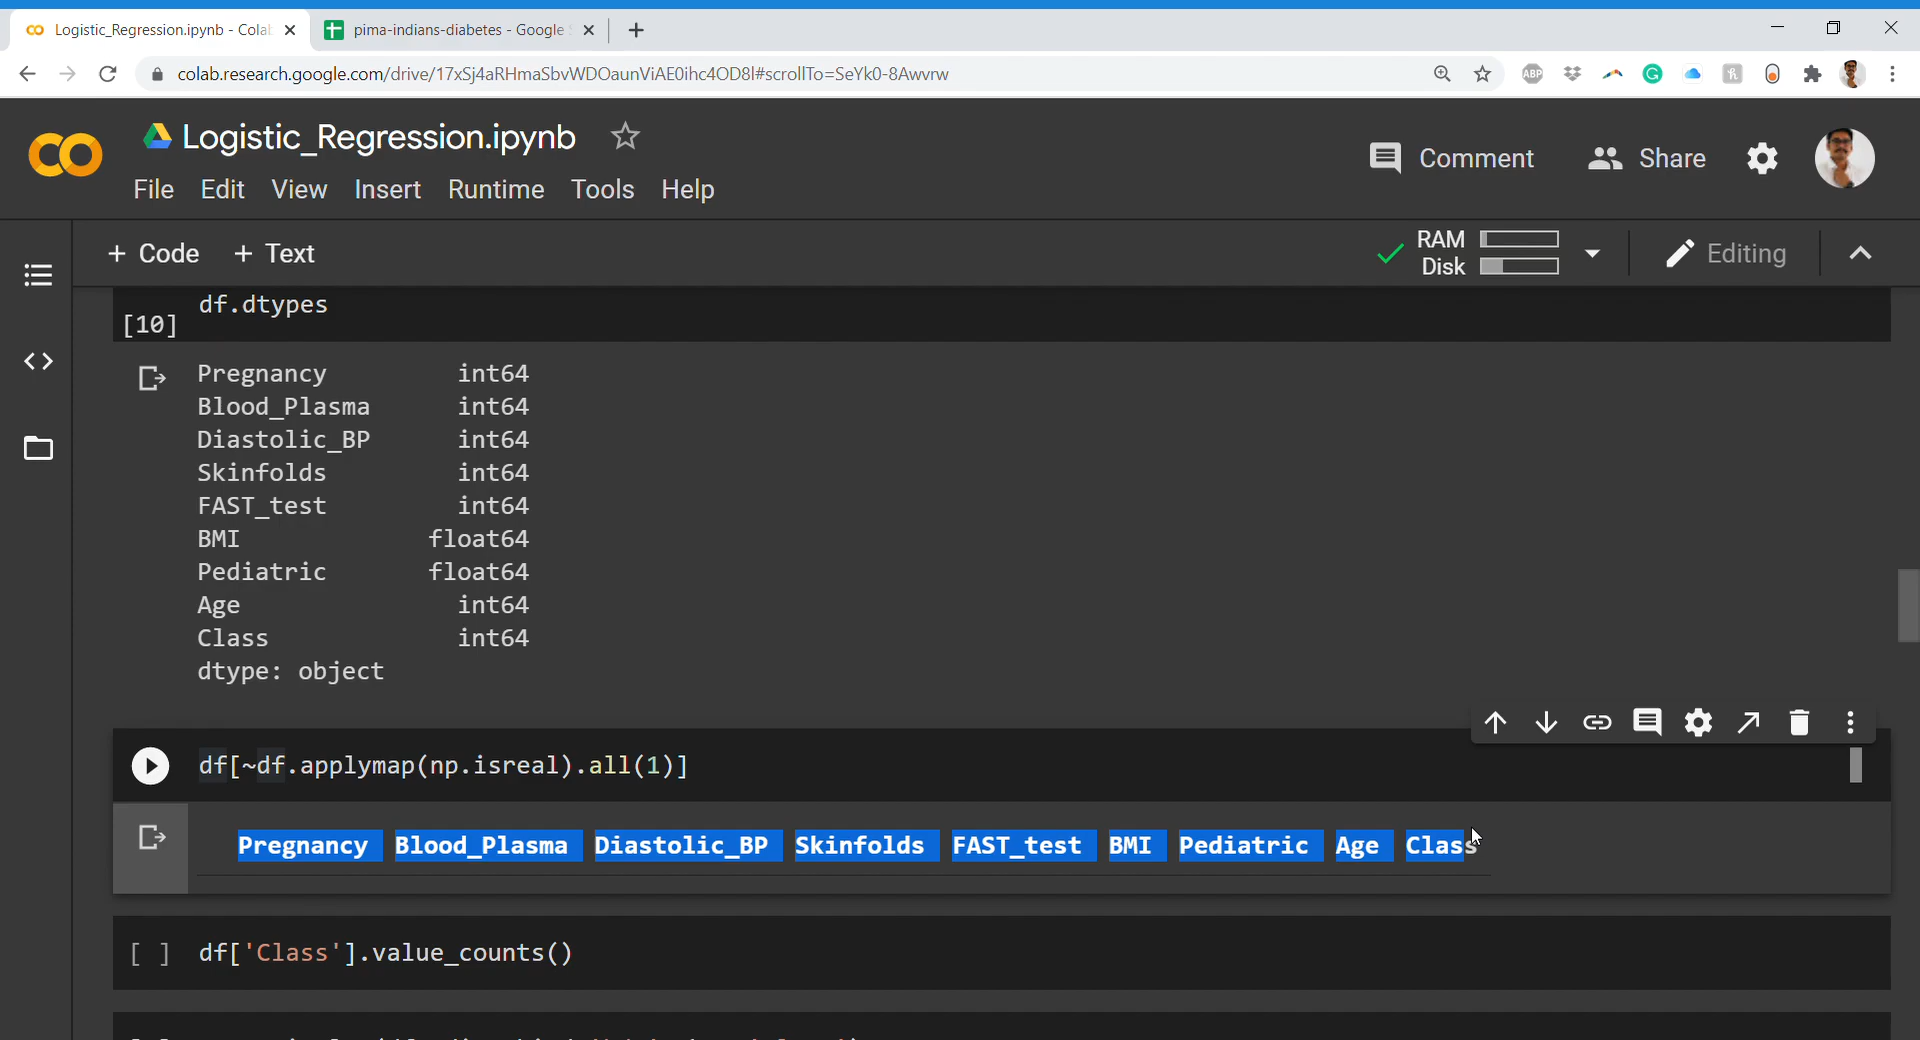 Logistic_Regression.ipynb - Cola
pima-indians-diabetes - Google
colab.research.google.com/drive/17xSj4aRHmaSbvWDOaunViAE0ihc4OD8l#scrollTo=SeYk0-8Awvrw
ABP
Logistic_Regression.ipynb
Comment
Share
File Edit View Insert Runtime Tools Help
+ Code + Text
RAM
Disk
Editing
df.dtypes
[10]
Pregnancy int64
Blood_Plasma int64
Diastolic_BP int64
Skinfolds int64
FAST_test int64
BMI float64
Pediatric float64
Age int64
Class int64
dtype: object
df[~df.applymap(np.isreal).all(1)]
Pregnancy Blood_Plasma Diastolic_BP Skinfolds FAST_test BMI Pediatric Age Class
[ ] df['Class'].value_counts()